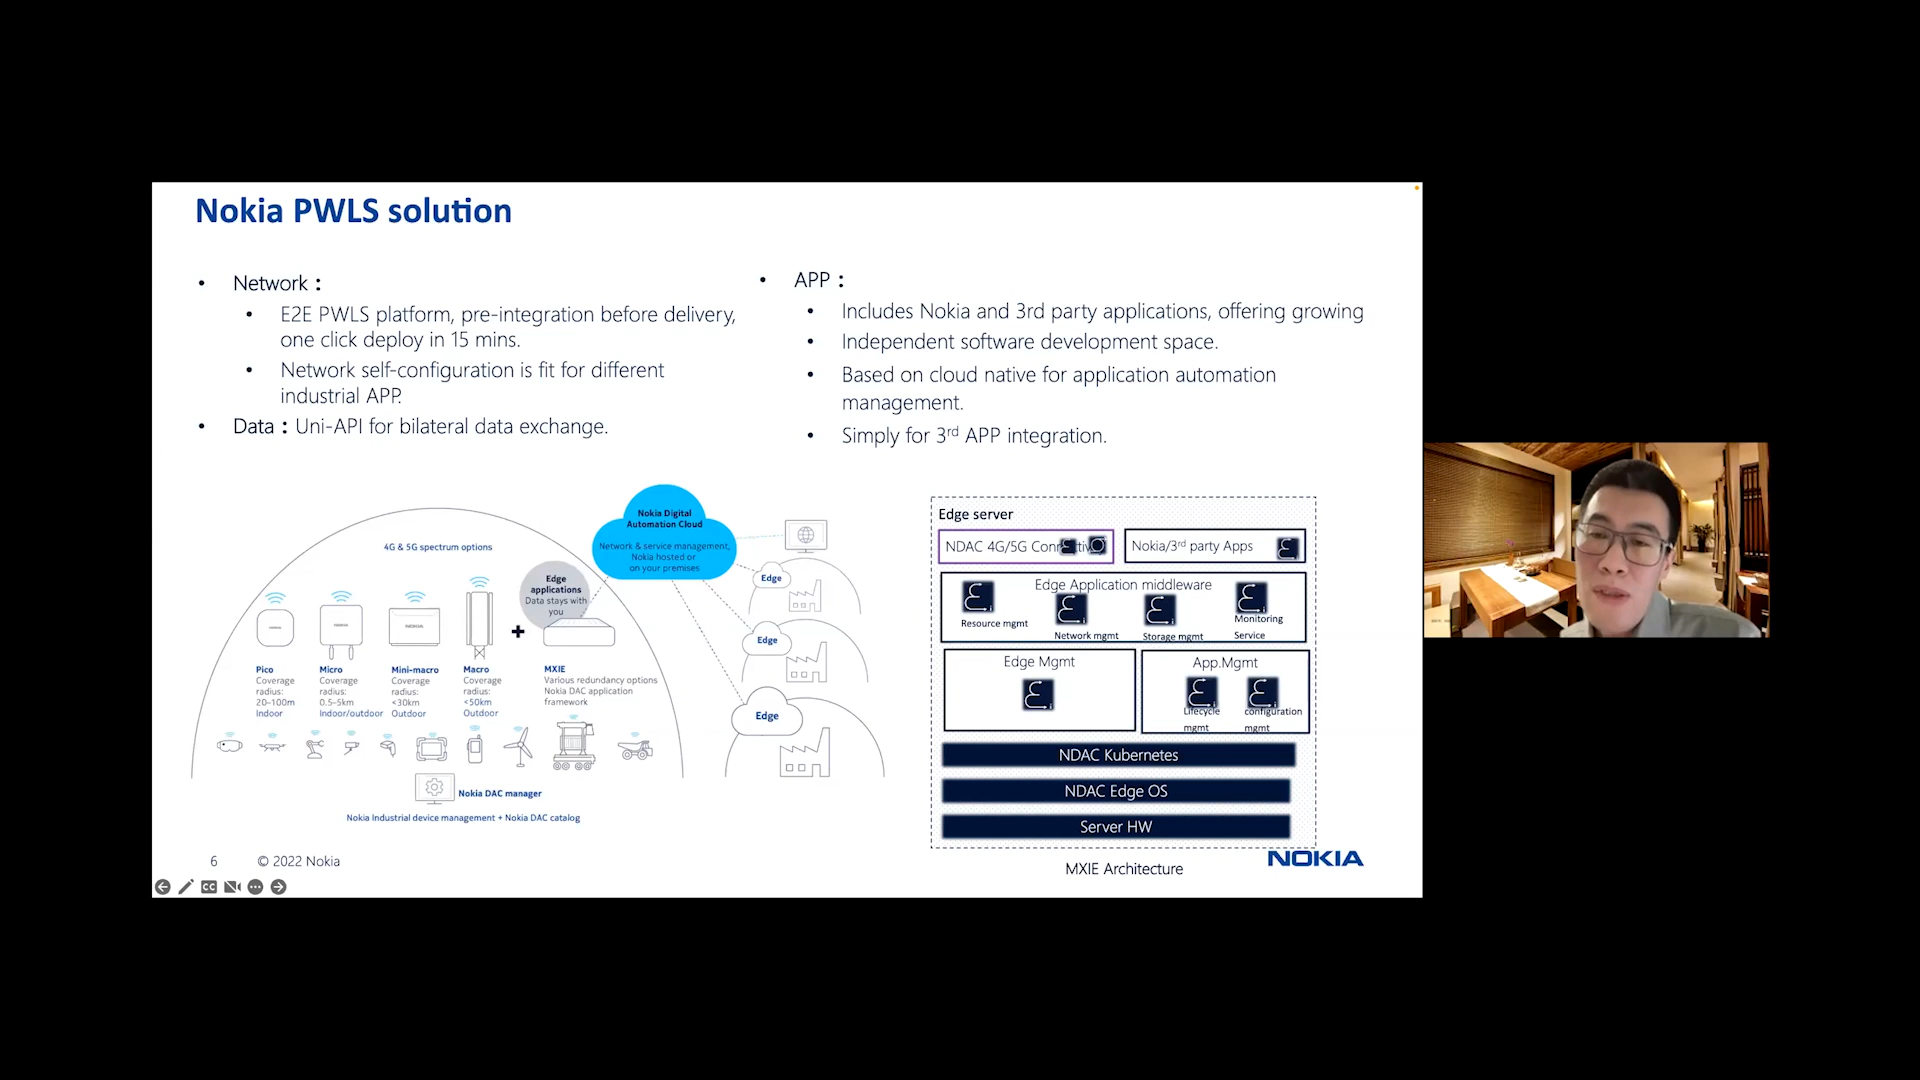 Nokia PWLS solution
• Network：
• E2E PWLS platform, pre-integration before delivery,
one click deploy in 15 mins.
• Network self-configuration is fit for different
industrial APP.
• Data：Uni-API for bilateral data exchange.
• APP：
• Includes Nokia and 3rd party applications, offering growing
• Independent software development space.
• Based on cloud native for application automation
management.
• Simply for 3rd APP integration.
4G & 5G spectrum options
Nokia Digital
Automation Cloud
Network & service management,
Nokia hosted or
on your premises
Edge
applications
Data stays with
you
NOKIA
NOKIA
NOKIA
+
Pico
Coverage
radius:
20–100m
Indoor
Micro
Coverage
radius:
0.5–5km
Indoor/outdoor
Mini-macro
Coverage
radius:
<30km
Outdoor
Macro
Coverage
radius:
<50km
Outdoor
MXIE
Various redundancy options
Nokia DAC application
framework
Edge
Edge
Edge
Nokia DAC manager
Nokia Industrial device management + Nokia DAC catalog
Edge server
NDAC 4G/5G
Nokia/3rd party Apps
Edge Application middleware
Resource mgmt
Network mgmt
Storage mgmt
Monitoring
Service
Edge Mgmt
App.Mgmt
Lifecycle
mgmt
configuration
mgmt
NDAC Kubernetes
NDAC Edge OS
Server HW
MXIE Architecture
NOKIA
6 © 2022 Nokia
CC